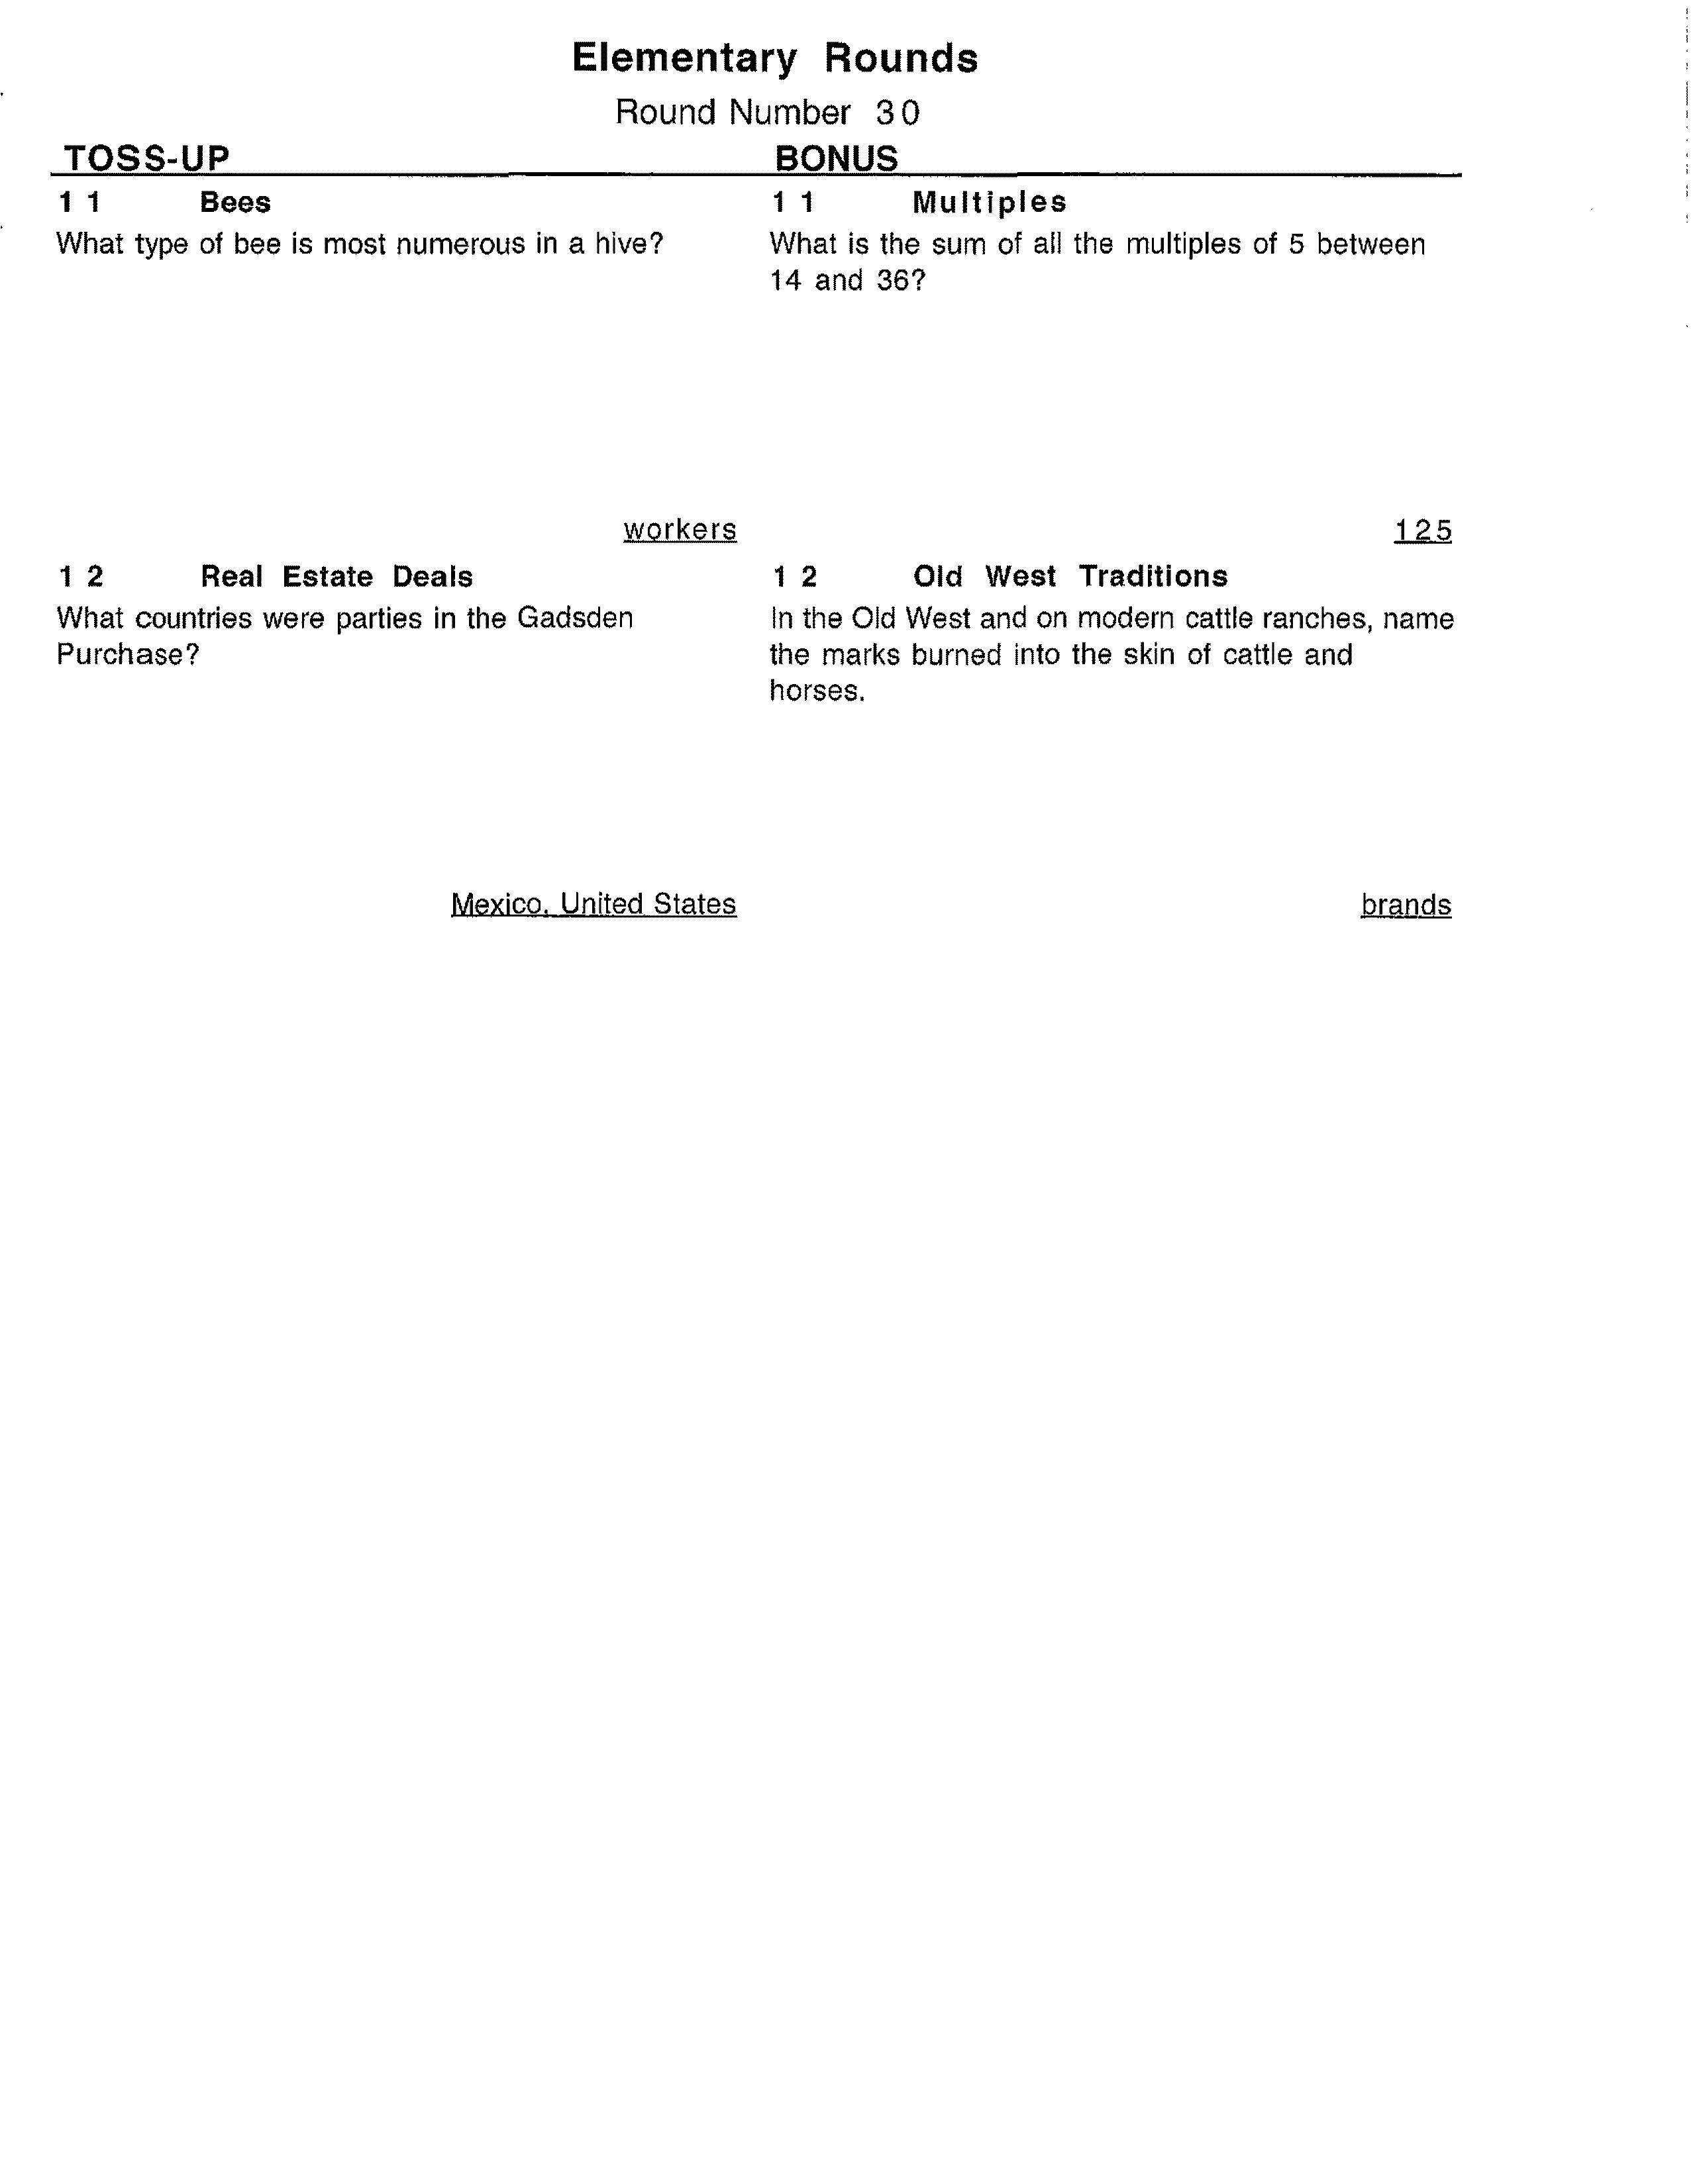 Elementary Rounds
Round Number 30
TOSS-UP
BONUS
11 Bees
What type of bee is most numerous in a hive?
workers
11 Multiples
What is the sum of all the multiples of 5 between
14 and 36?
125
12 Real Estate Deals
What countries were parties in the Gadsden
Purchase?
Mexico, United States
12 Old West Traditions
In the Old West and on modern cattle ranches, name
the marks burned into the skin of cattle and
horses.
brands